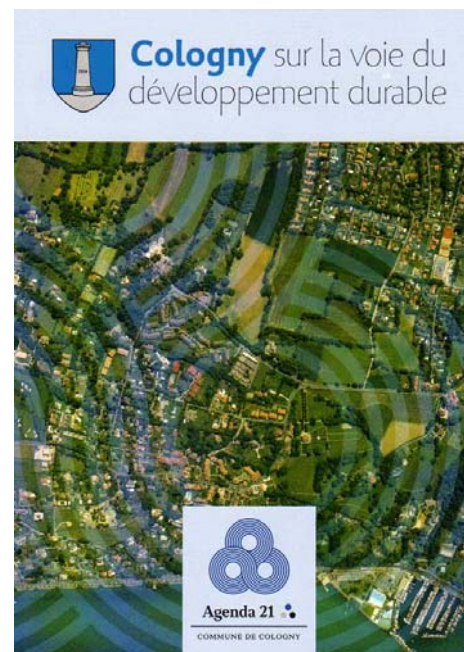 Cologny sur la voie du
développement durable
Agenda 21
COMMUNE DE COLOGNY